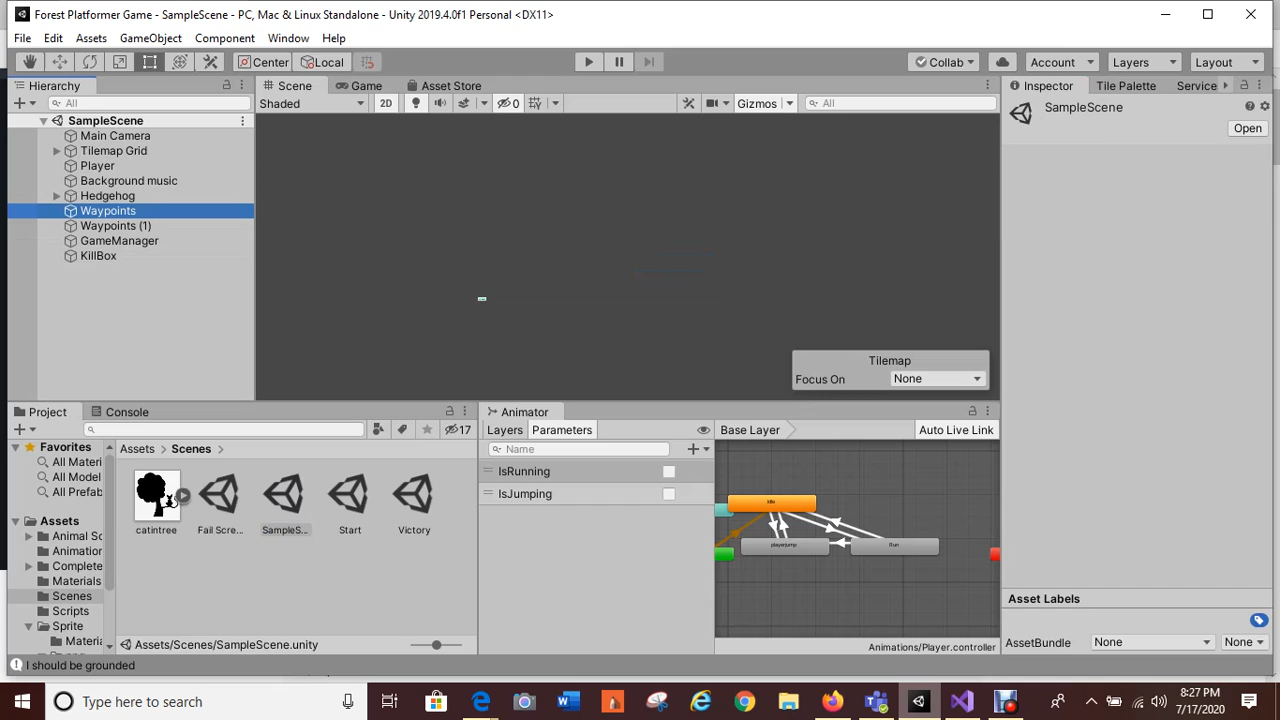 Forest Platformer Game - SampleScene - PC, Mac & Linux Standalone - Unity 2019.4.0f1 Personal <DX11>
File Edit Assets GameObject Component Window Help
Center Local Collab Account Layers Layout
Hierarchy Scene Game Asset Store Inspector Tile Palette Service
All Shaded 2D 0 Gizmos All SampleScene
Open
SampleScene
Main Camera
Tilemap Grid
Player
Background music
Hedgehog
Waypoints
Waypoints (1)
GameManager
KillBox
Tilemap
Focus On None
Project Console Animator
17 Layers Parameters Base Layer Auto Live Link
Favorites Assets Scenes Name
All Materi
All Model
All Prefab
IsRunning
IsJumping
Idle
playerjump Run
Assets
Animal Sc
Animation
Complete
Materials
Scenes
Scripts
Sprite
Materia
catintree Fail Scre... SampleS... Start Victory
Assets/Scenes/SampleScene.unity
Animations/Player.controller
Asset Labels
AssetBundle None None
I should be grounded
Type here to search
8:27 PM
7/17/2020